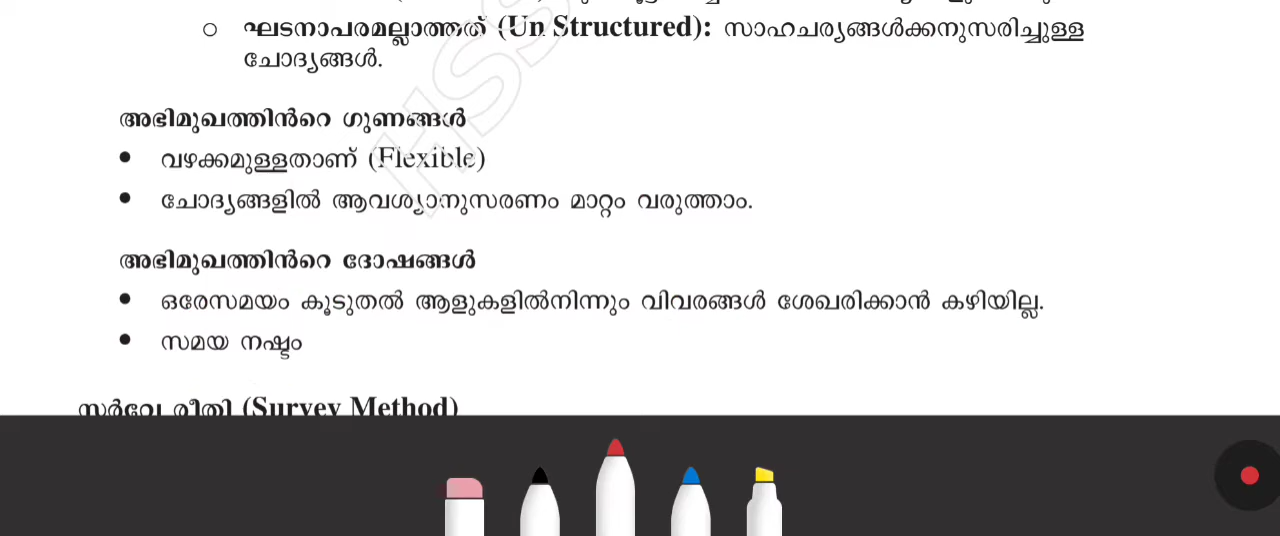 ഘടനാപരമല്ലാത്തത് (Un Structured): സാഹചര്യങ്ങൾക്കനുസരിച്ചുള്ള
ചോദ്യങ്ങൾ.
അഭിമുഖത്തിൻറെ ഗുണങ്ങൾ
വഴക്കമുള്ളതാണ് (Flexible)
ചോദ്യങ്ങളിൽ ആവശ്യാനുസരണം മാറ്റം വരുത്താം.
അഭിമുഖത്തിൻറെ ദോഷങ്ങൾ
ഒരേസമയം കൂടുതൽ ആളുകളിൽനിന്നും വിവരങ്ങൾ ശേഖരിക്കാൻ കഴിയില്ല.
സമയ നഷ്ടം
സർവേ രീതി (Survey Method)